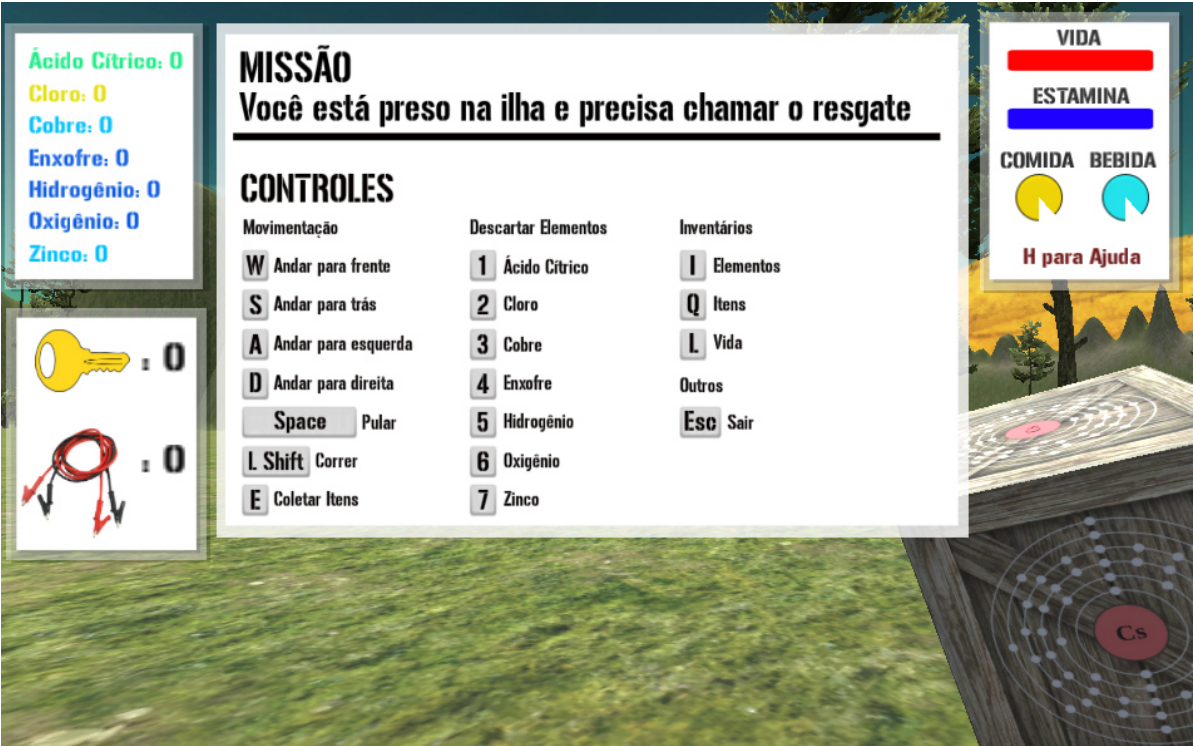 Ácido Cítrico: 0
Cloro: 0
Cobre: 0
Enxofre: 0
Hidrogênio: 0
Oxigênio: 0
Zinco: 0
: 0
: 0
MISSÃO
Você está preso na ilha e precisa chamar o resgate
CONTROLES
Movimentação
W Andar para frente
S Andar para trás
A Andar para esquerda
D Andar para direita
Space Pular
L Shift Correr
E Coletar Itens
Descartar Elementos
1 Ácido Cítrico
2 Cloro
3 Cobre
4 Enxofre
5 Hidrogênio
6 Oxigênio
7 Zinco
Inventários
I Elementos
Q Itens
L Vida
Outros
Esc Sair
VIDA
ESTAMINA
COMIDA BEBIDA
H para Ajuda
Cs